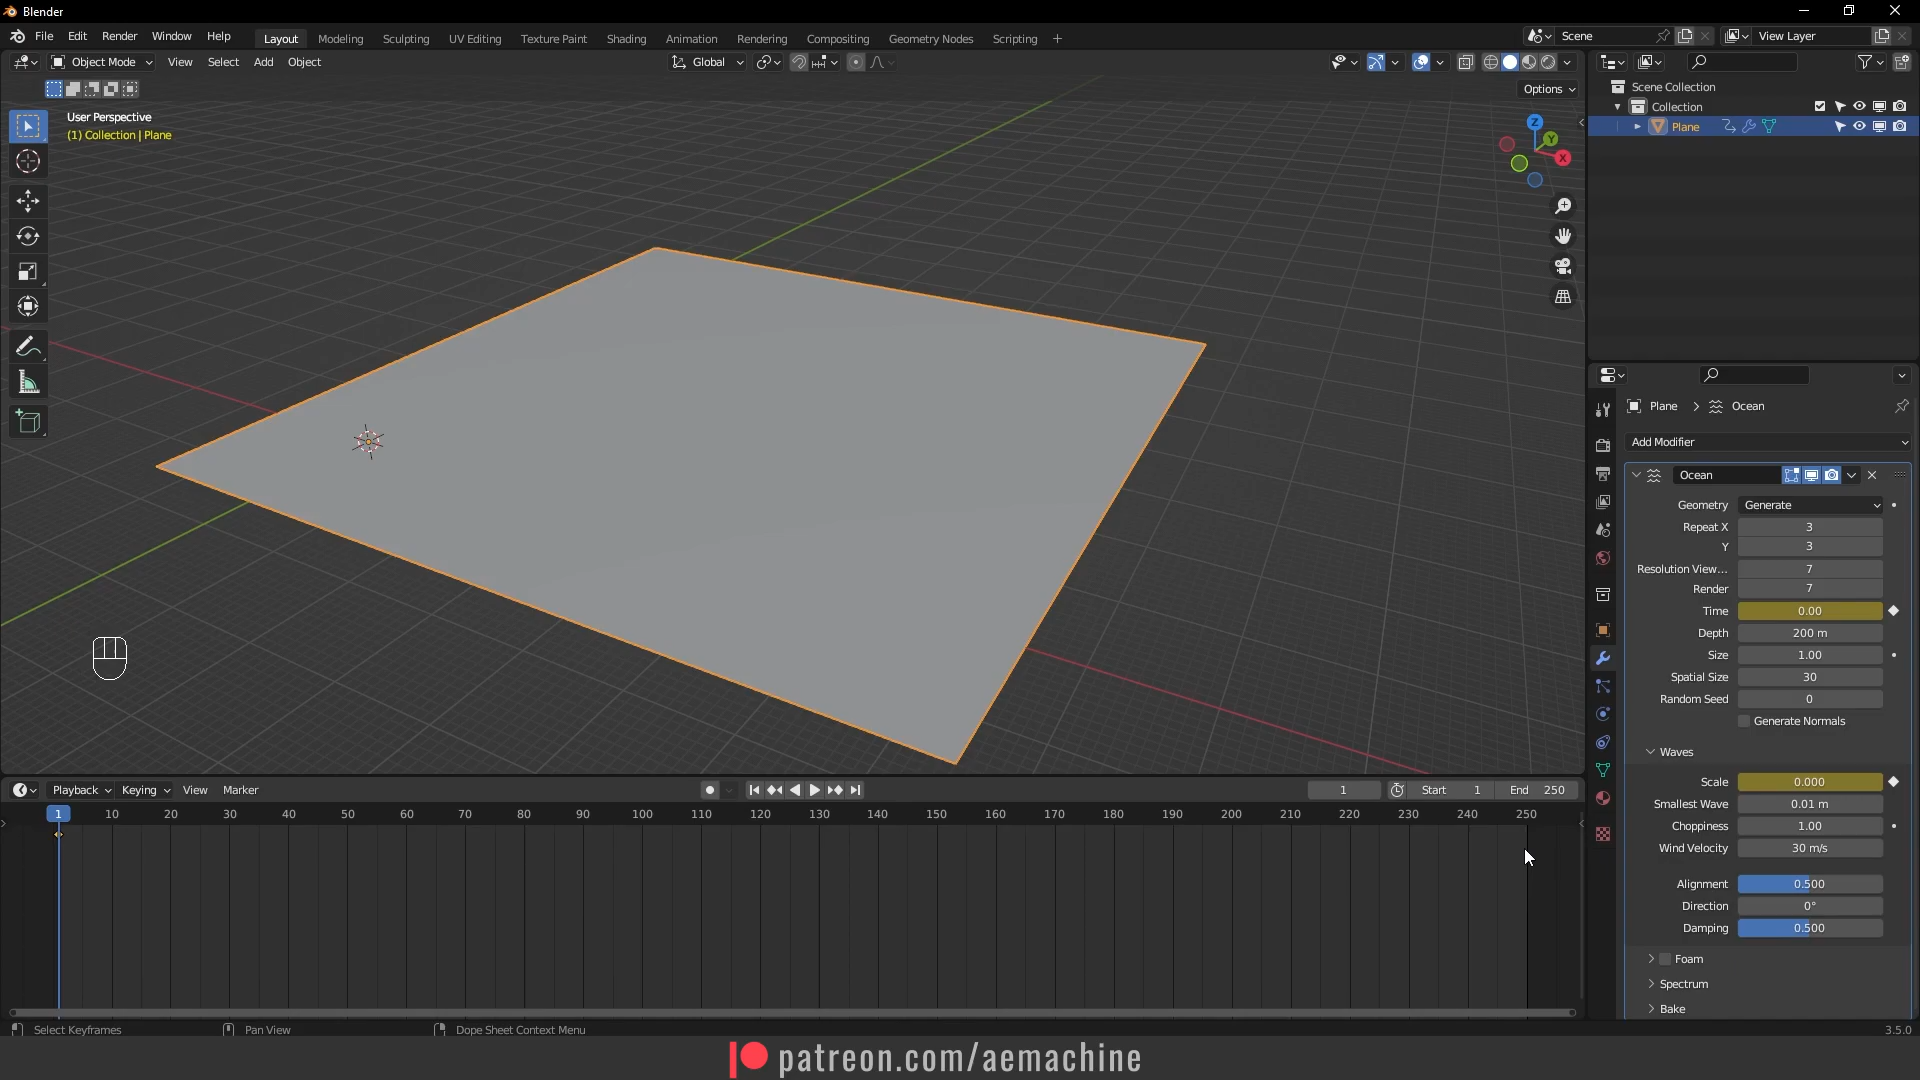 Blender
File Edit Render Window Help Layout Modeling Sculpting UV Editing Texture Paint Shading Animation Rendering Compositing Geometry Nodes Scripting + Scene View Layer
Object Mode View Select Add Object Global
Options
User Perspective
(1) Collection | Plane
Z
Y
X
Scene Collection
Collection
Plane
Plane > Ocean
Add Modifier
Ocean
Geometry Generate
Repeat X 3
Y 3
Resolution View... 7
Render 7
Time 0.00
Depth 200 m
Size 1.00
Spatial Size 30
Random Seed 0
Generate Normals
Waves
Scale 0.000
Smallest Wave 0.01 m
Choppiness 1.00
Wind Velocity 30 m/s
Alignment 0.500
Direction 0°
Damping 0.500
Foam
Spectrum
Bake
Playback Keying View Marker 1 Start 1 End 250
1 10 20 30 40 50 60 70 80 90 100 110 120 130 140 150 160 170 180 190 200 210 220 230 240 250
Select Keyframes Pan View Dope Sheet Context Menu 3.5.0
patreon.com/aemachine